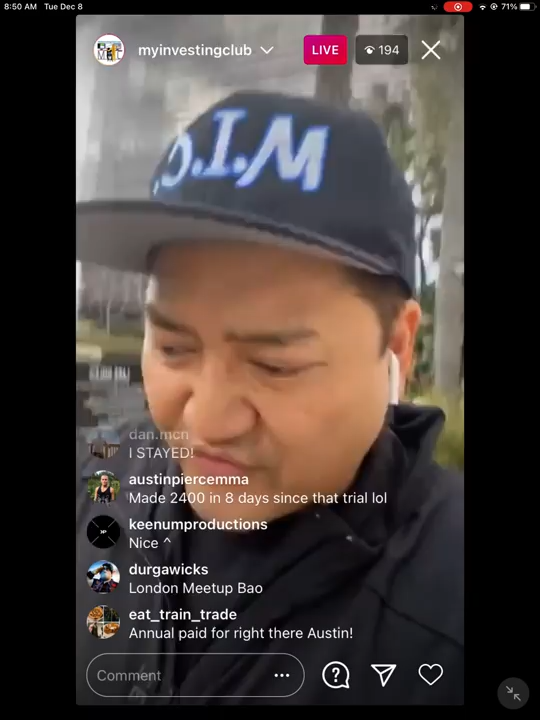 8:50 AM Tue Dec 8
71%
myinvestingclub
LIVE
194
M.I.C.
dan.mcn
I STAYED!
austinpiercemma
Made 2400 in 8 days since that trial lol
keenumproductions
Nice ^
durgawicks
London Meetup Bao
eat_train_trade
Annual paid for right there Austin!
Comment